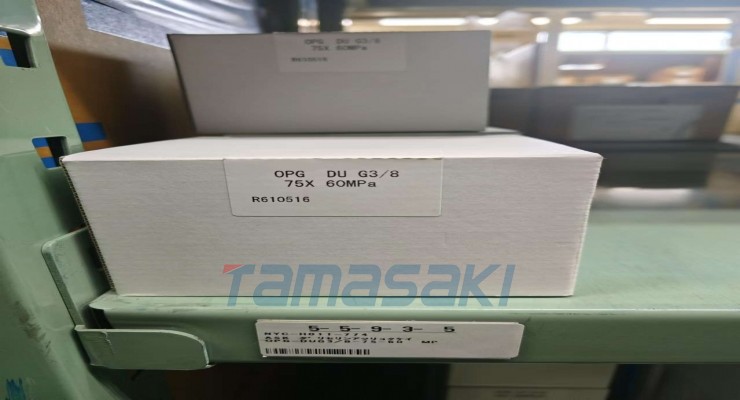 OPG DU G3/8
75X 60MPa
R610516
OPG DU G3/8
75X 60MPa
R610516
TAMASAKI
5-5-9-3- 5